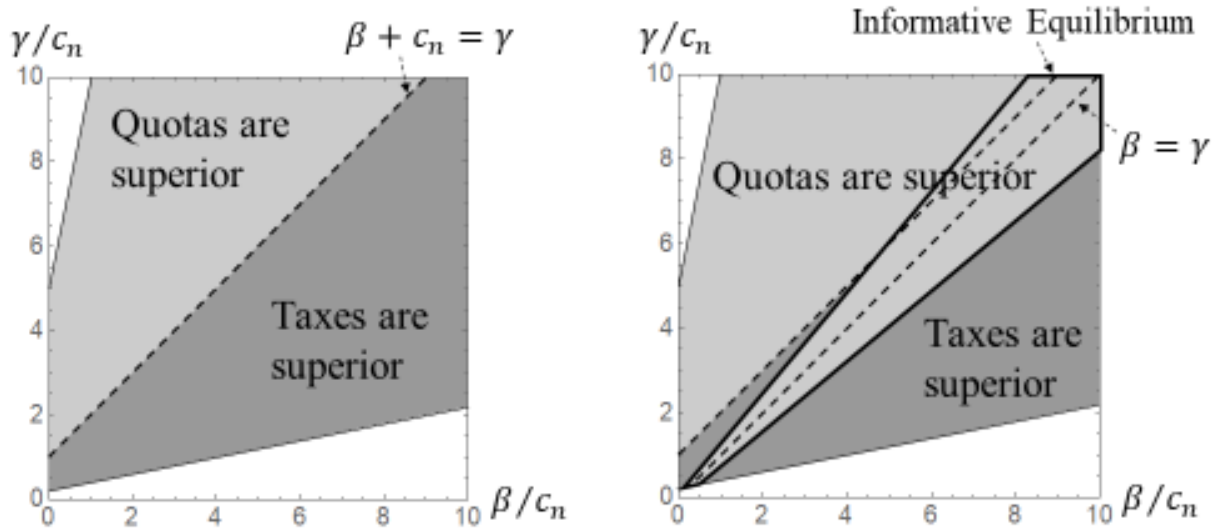 γ/c_n
β + c_n = γ
10
8
6
4
2
0
Quotas are
superior
Taxes are
superior
0 2 4 6 8 10
β/c_n
Informative Equilibrium
γ/c_n
10
8
6
4
2
0
Quotas are superior
β = γ
Taxes are
superior
0 2 4 6 8 10
β/c_n